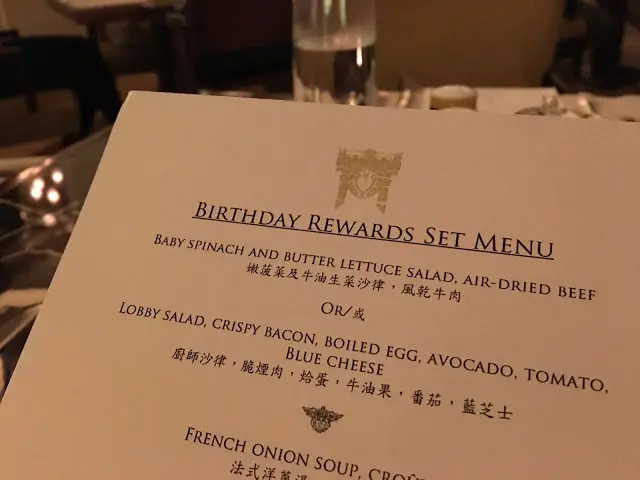 BIRTHDAY REWARDS SET MENU
BABY SPINACH AND BUTTER LETTUCE SALAD, AIR-DRIED BEEF
嫩菠菜及牛油生菜沙律，風乾牛肉
OR/或
LOBBY SALAD, CRISPY BACON, BOILED EGG, AVOCADO, TOMATO,
BLUE CHEESE
廚師沙律，脆煙肉，烚蛋，牛油果，番茄，藍芝士
FRENCH ONION SOUP,
法式洋蔥湯